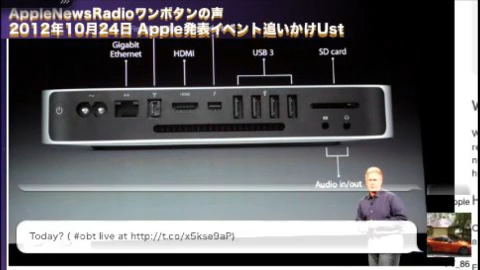 AppleNewsRadioワンボタンの声
2012年10月24日 Apple発表イベント追いかけUst
Gigabit
Ethernet
HDMI
USB 3
SD card
Audio in/out
Today? ( #obt live at http://t.co/x5kse9aP)